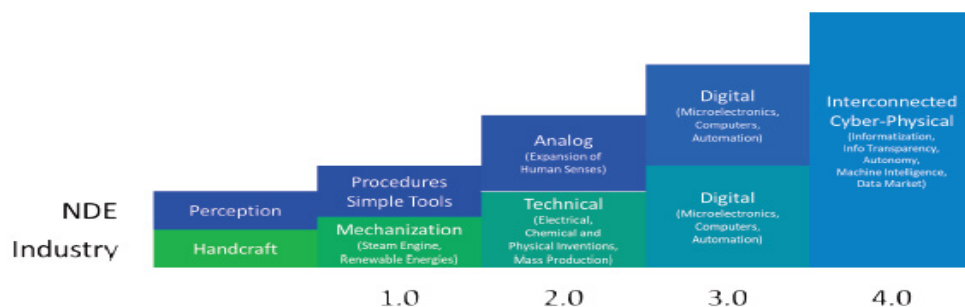 NDE
Industry
Perception
Handcraft
Procedures
Simple Tools
Mechanization
(Steam Engine,
Renewable Energies)
Analog
(Expansion of
Human Senses)
Technical
(Electrical,
Chemical and
Physical Inventions,
Mass Production)
Digital
(Microelectronics,
Computers,
Automation)
Digital
(Microelectronics,
Computers,
Automation)
Interconnected
Cyber-Physical
(Informatization,
Info Transparency,
Autonomy,
Machine Intelligence,
Data Market)
1.0
2.0
3.0
4.0